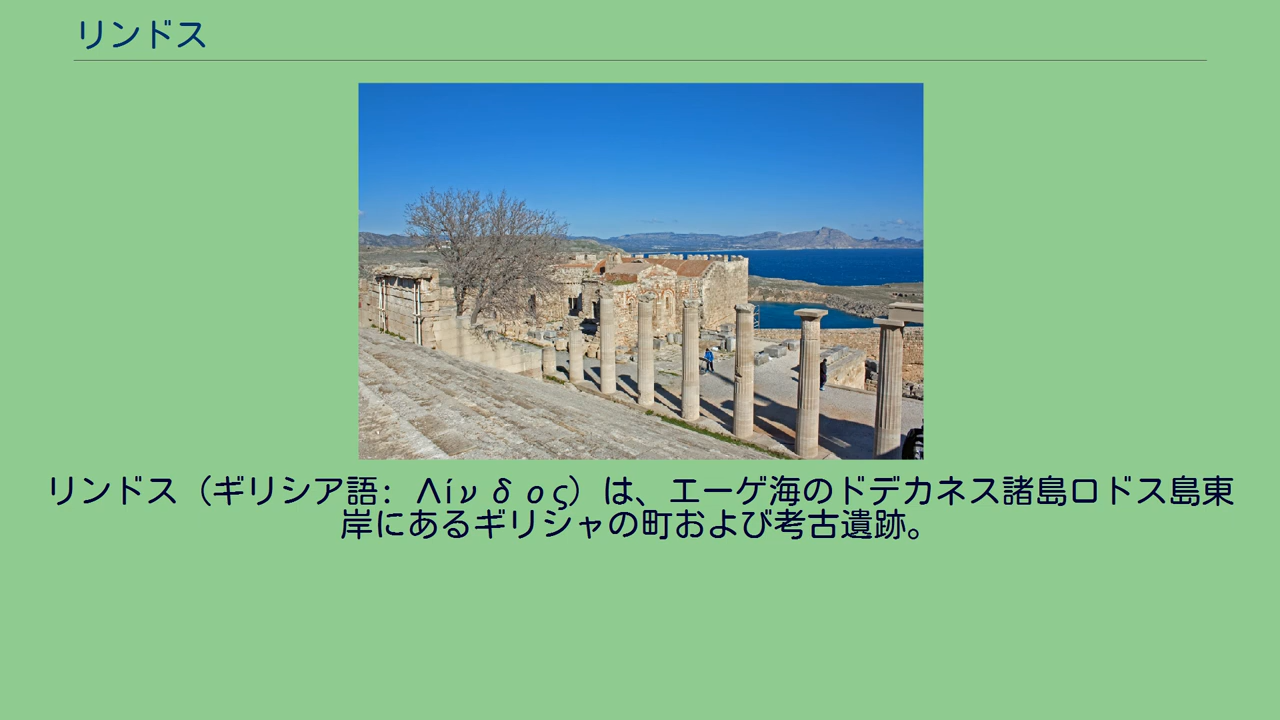 リンドス
リンドス（ギリシア語: Λίνδος）は、エーゲ海のドデカネス諸島ロドス島東
岸にあるギリシャの町および考古遺跡。